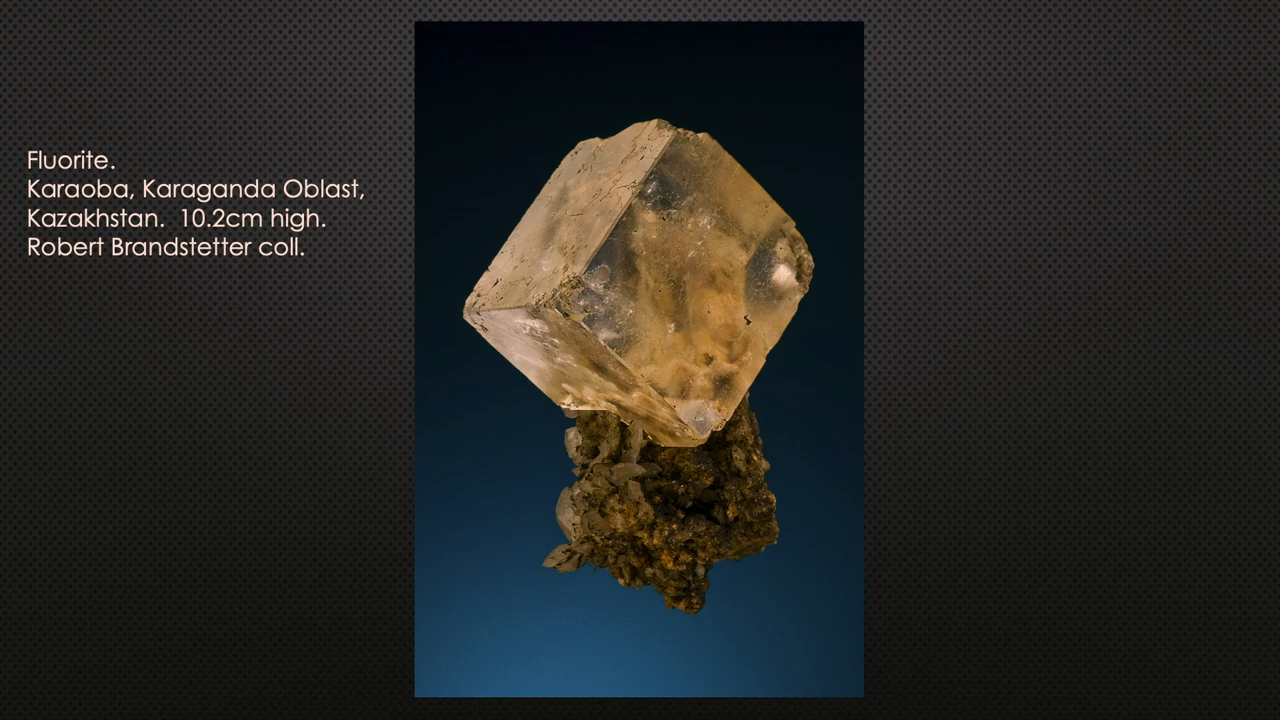 Fluorite.
Karaoba, Karaganda Oblast,
Kazakhstan.  10.2cm high.
Robert Brandstetter coll.